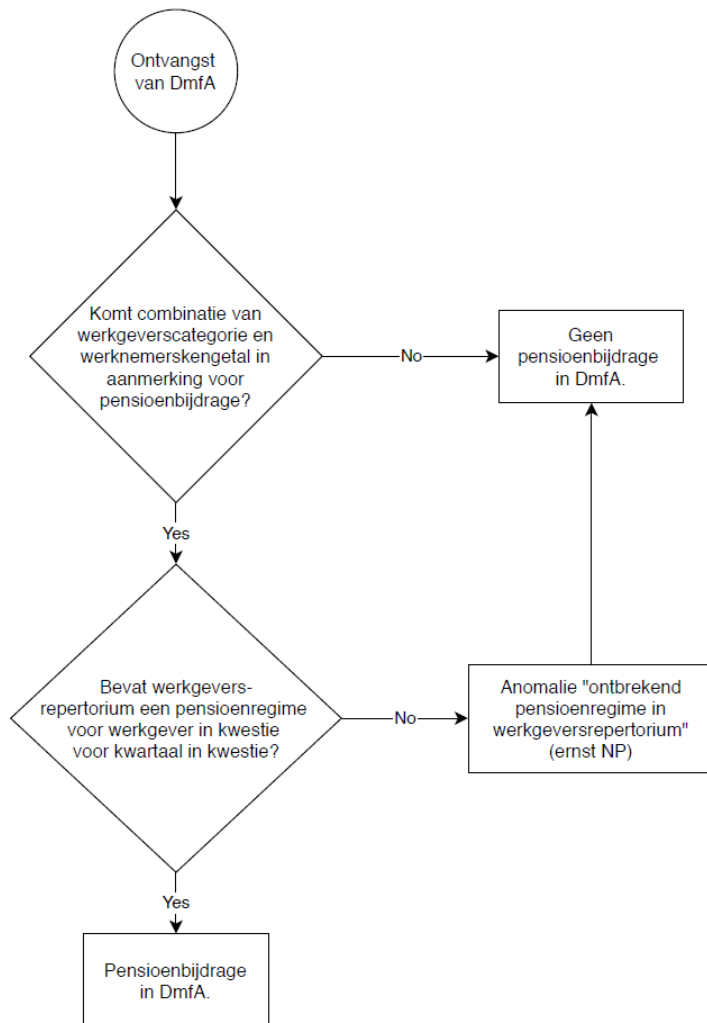 Ontvangst
van DmfA
Komt combinatie van
werkgeverscategorie en
werknemerskengetal in
aanmerking voor
pensioenbijdrage?
No
Geen
pensioenbijdrage
in DmfA.
Yes
Bevat werkgevers-
repertorium een pensioenregime
voor werkgever in kwestie
voor kwartaal in kwestie?
No
Anomalie "ontbrekend
pensioenregime in
werkgeversrepertorium"
(ernst NP)
Yes
Pensioenbijdrage
in DmfA.